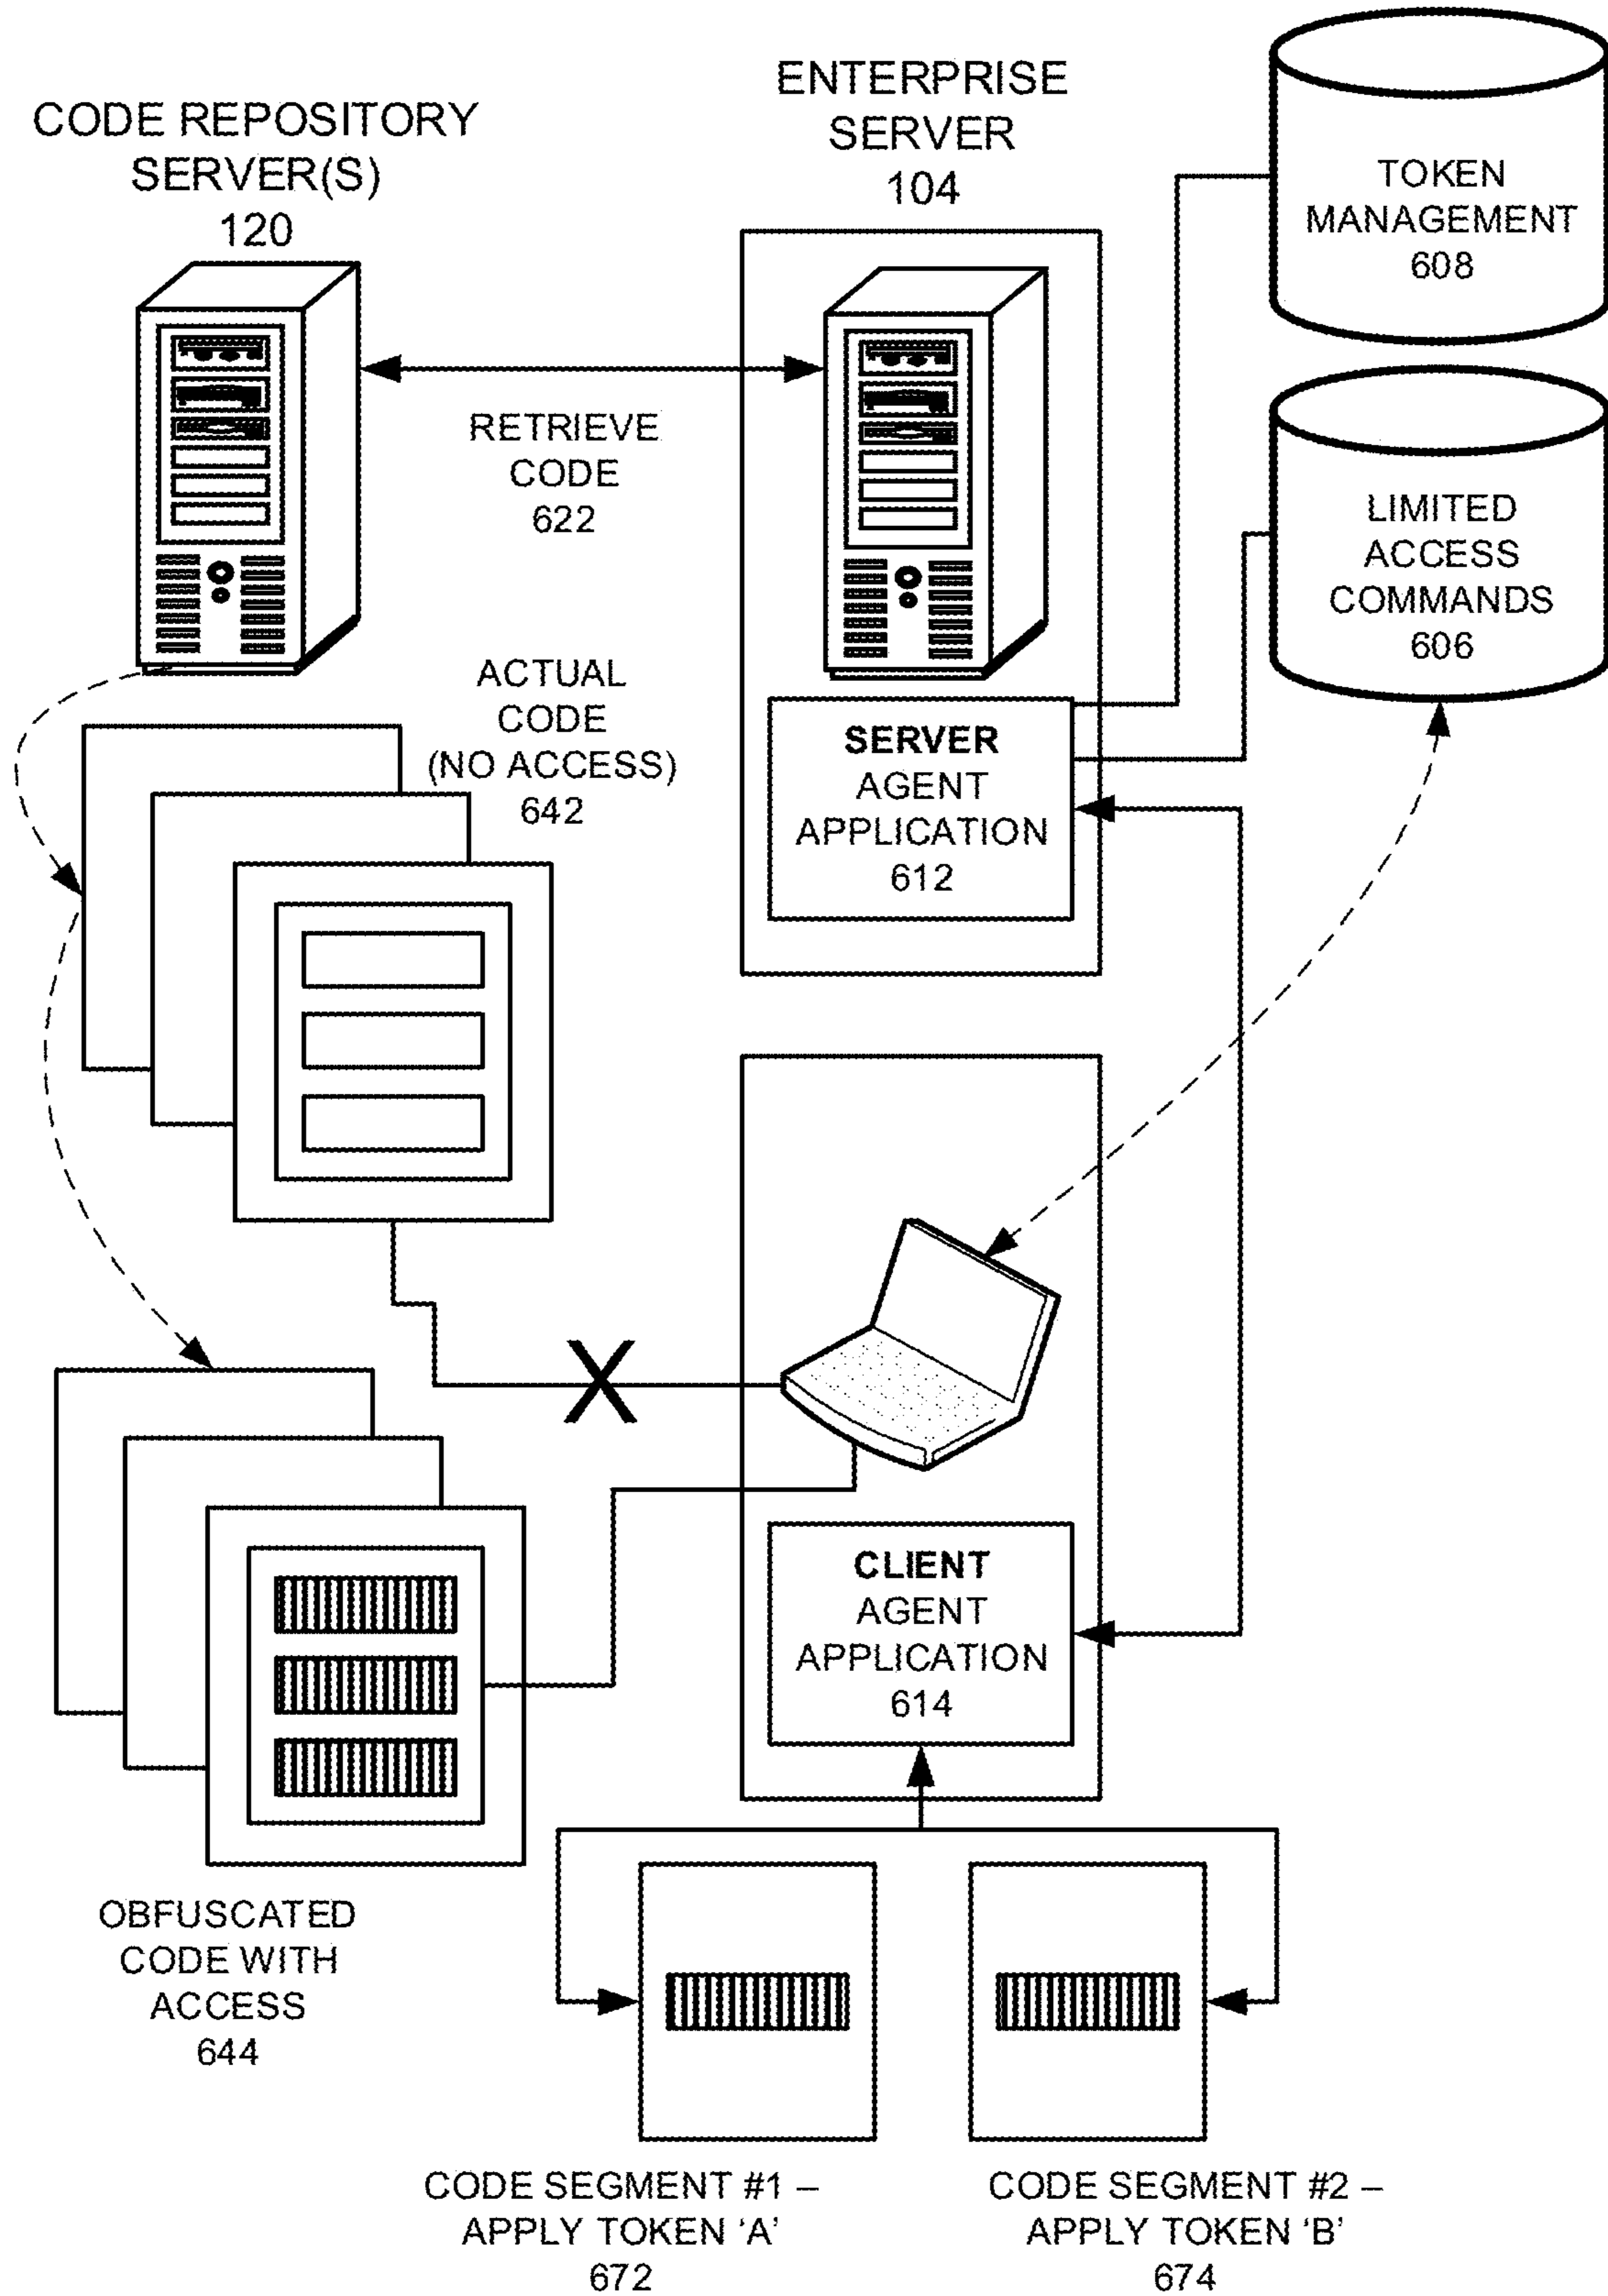 CODE REPOSITORY
SERVER(S)
120
ENTERPRISE
SERVER
104
TOKEN
MANAGEMENT
608
RETRIEVE
CODE
622
LIMITED
ACCESS
COMMANDS
606
ACTUAL
CODE
(NO ACCESS)
642
SERVER
AGENT
APPLICATION
612
X
CLIENT
AGENT
APPLICATION
614
OBFUSCATED
CODE WITH
ACCESS
644
CODE SEGMENT #1 –
APPLY TOKEN ‘A’
672
CODE SEGMENT #2 –
APPLY TOKEN ‘B’
674